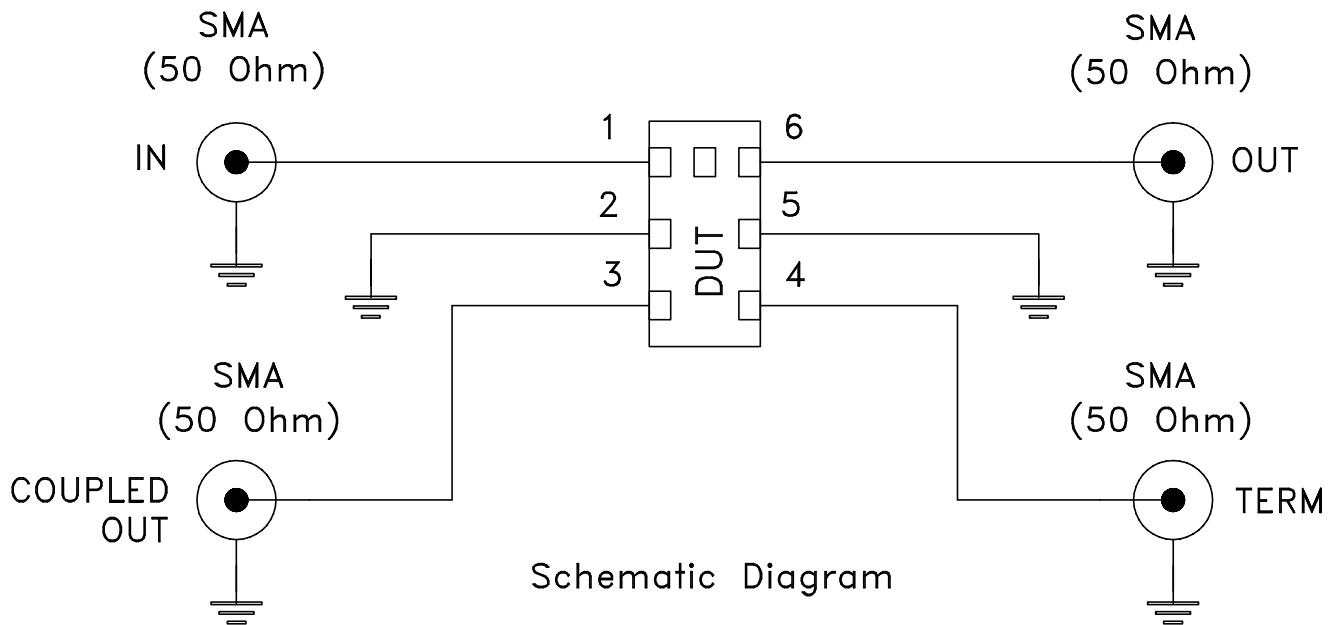 SMA
(50 Ohm)
SMA
(50 Ohm)
1
6
IN
OUT
2
5
DUT
3
4
SMA
(50 Ohm)
SMA
(50 Ohm)
COUPLED
OUT
TERM
Schematic Diagram